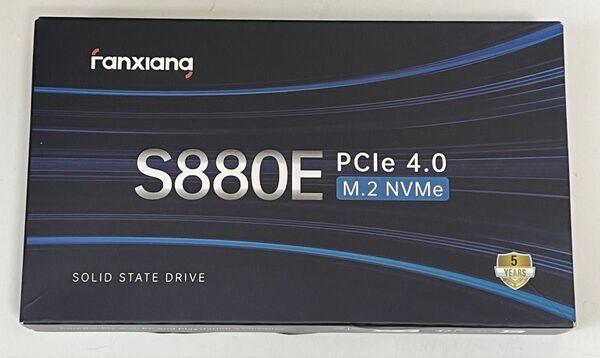 fanxiang
S880E
PCIe 4.0
M.2 NVMe
SOLID STATE DRIVE
5
YEARS